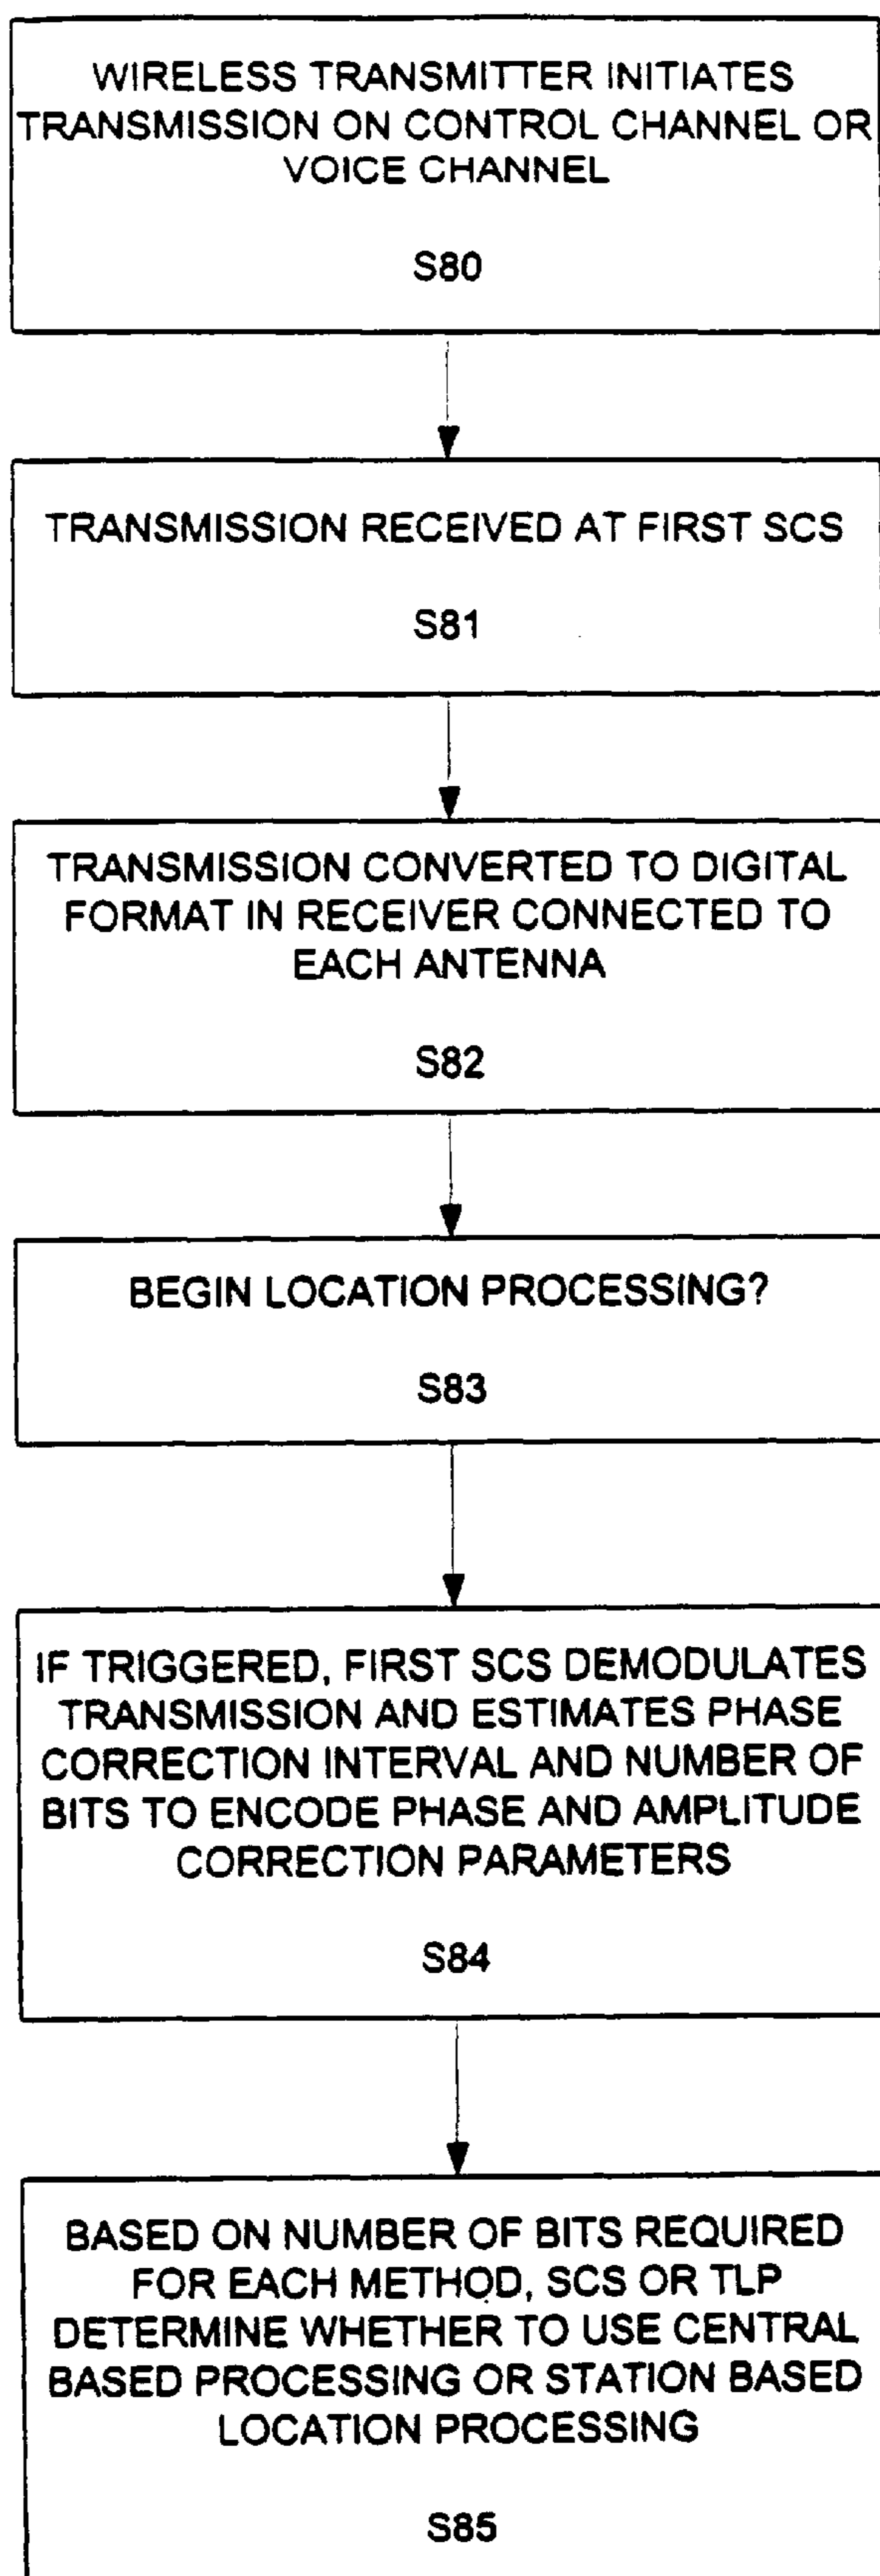 WIRELESS TRANSMITTER INITIATES
TRANSMISSION ON CONTROL CHANNEL OR
VOICE CHANNEL
S80
TRANSMISSION RECEIVED AT FIRST SCS
S81
TRANSMISSION CONVERTED TO DIGITAL
FORMAT IN RECEIVER CONNECTED TO
EACH ANTENNA
S82
BEGIN LOCATION PROCESSING?
S83
IF TRIGGERED, FIRST SCS DEMODULATES
TRANSMISSION AND ESTIMATES PHASE
CORRECTION INTERVAL AND NUMBER OF
BITS TO ENCODE PHASE AND AMPLITUDE
CORRECTION PARAMETERS
S84
BASED ON NUMBER OF BITS REQUIRED
FOR EACH METHOD, SCS OR TLP
DETERMINE WHETHER TO USE CENTRAL
BASED PROCESSING OR STATION BASED
LOCATION PROCESSING
S85